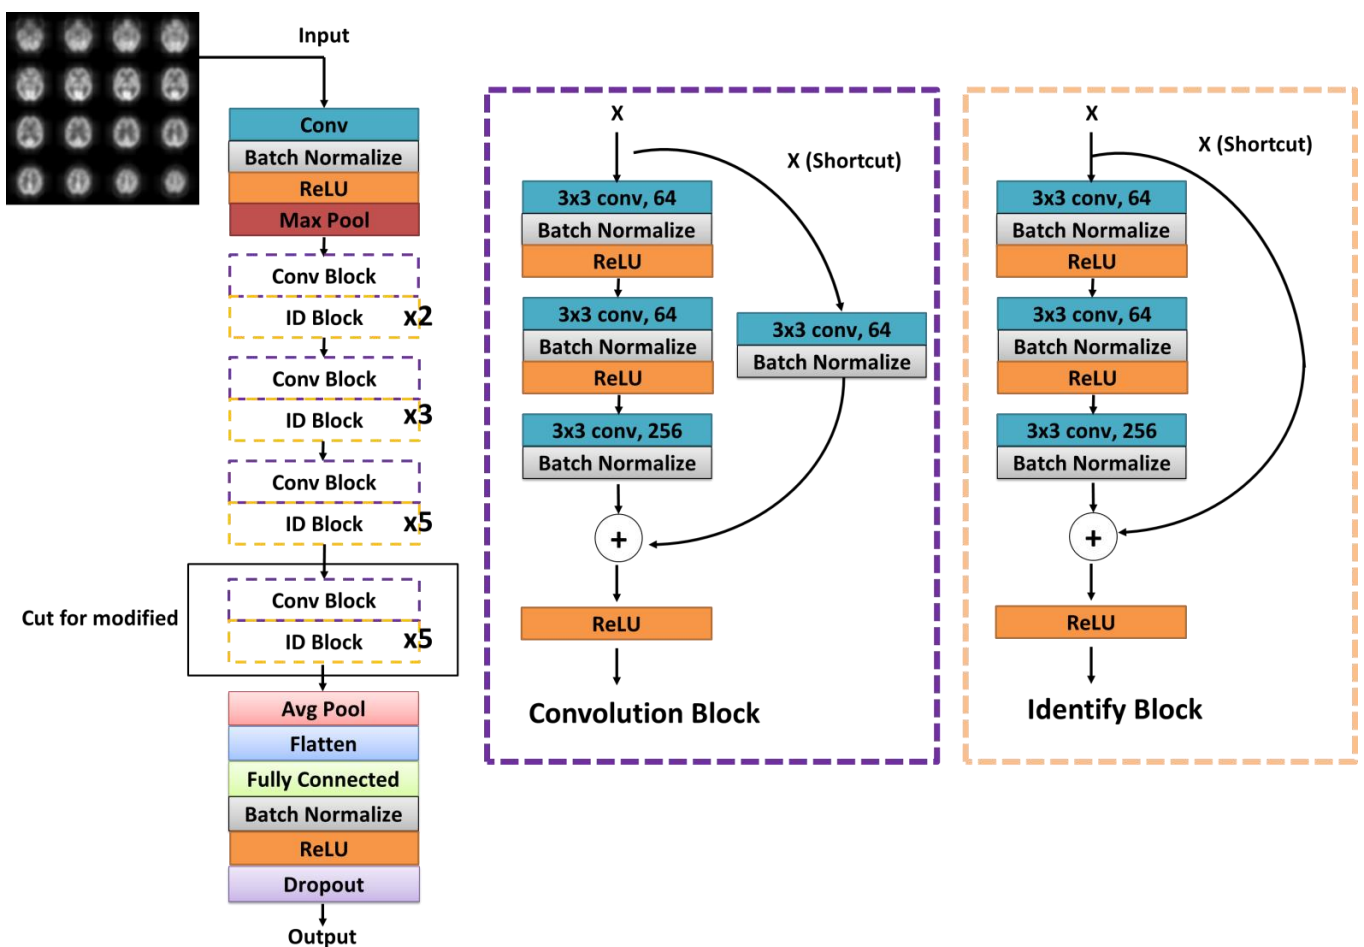 Input
Conv
Batch Normalize
ReLU
Max Pool
Conv Block
ID Block x2
Conv Block
ID Block x3
Conv Block
ID Block x5
Cut for modified
Conv Block
ID Block x5
Avg Pool
Flatten
Fully Connected
Batch Normalize
ReLU
Dropout
Output
X
X (Shortcut)
3x3 conv, 64
Batch Normalize
ReLU
3x3 conv, 64
Batch Normalize
ReLU
3x3 conv, 64
Batch Normalize
3x3 conv, 256
Batch Normalize
+
ReLU
Convolution Block
X
X (Shortcut)
3x3 conv, 64
Batch Normalize
ReLU
3x3 conv, 64
Batch Normalize
ReLU
3x3 conv, 256
Batch Normalize
+
ReLU
Identify Block